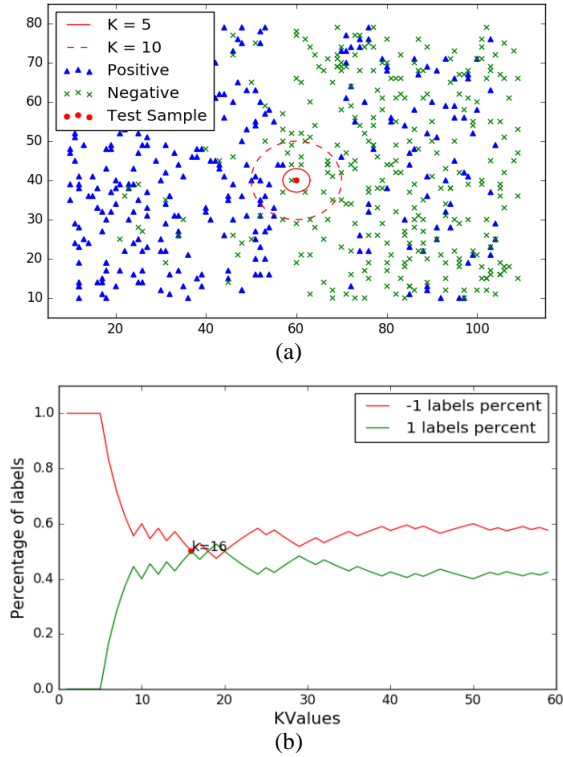 K = 5
K = 10
Positive
Negative
Test Sample
80
70
60
50
40
30
20
10
20 40 60 80 100
(a)
-1 labels percent
1 labels percent
k=16
Percentage of labels
1.0
0.8
0.6
0.4
0.2
0.0
0 10 20 30 40 50 60
KValues
(b)